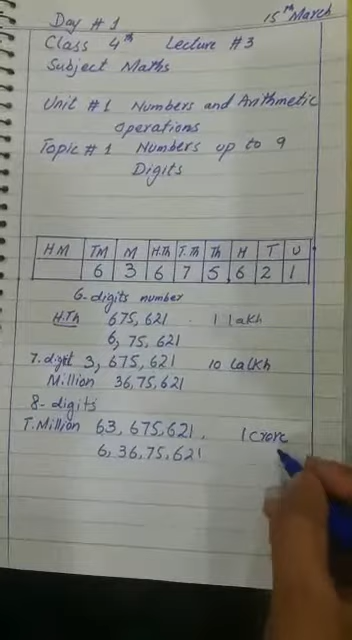 Day # 1 15th March
Class 4th Lecture # 3
Subject Maths
Unit # 1 Numbers and Arithmetic
Operations
Topic # 1 Numbers up to 9
Digits
HM TM M H.Th T.Th Th H T U
6 3 6 7 5 6 2 1
6-digits number
H.Th 675,621 1 lakh
6,75,621
7-digit 3,675,621 10 Lalkh
Million 36,75,621
8-digits
T.Million 63,675,621 1 crore
6,36,75,621